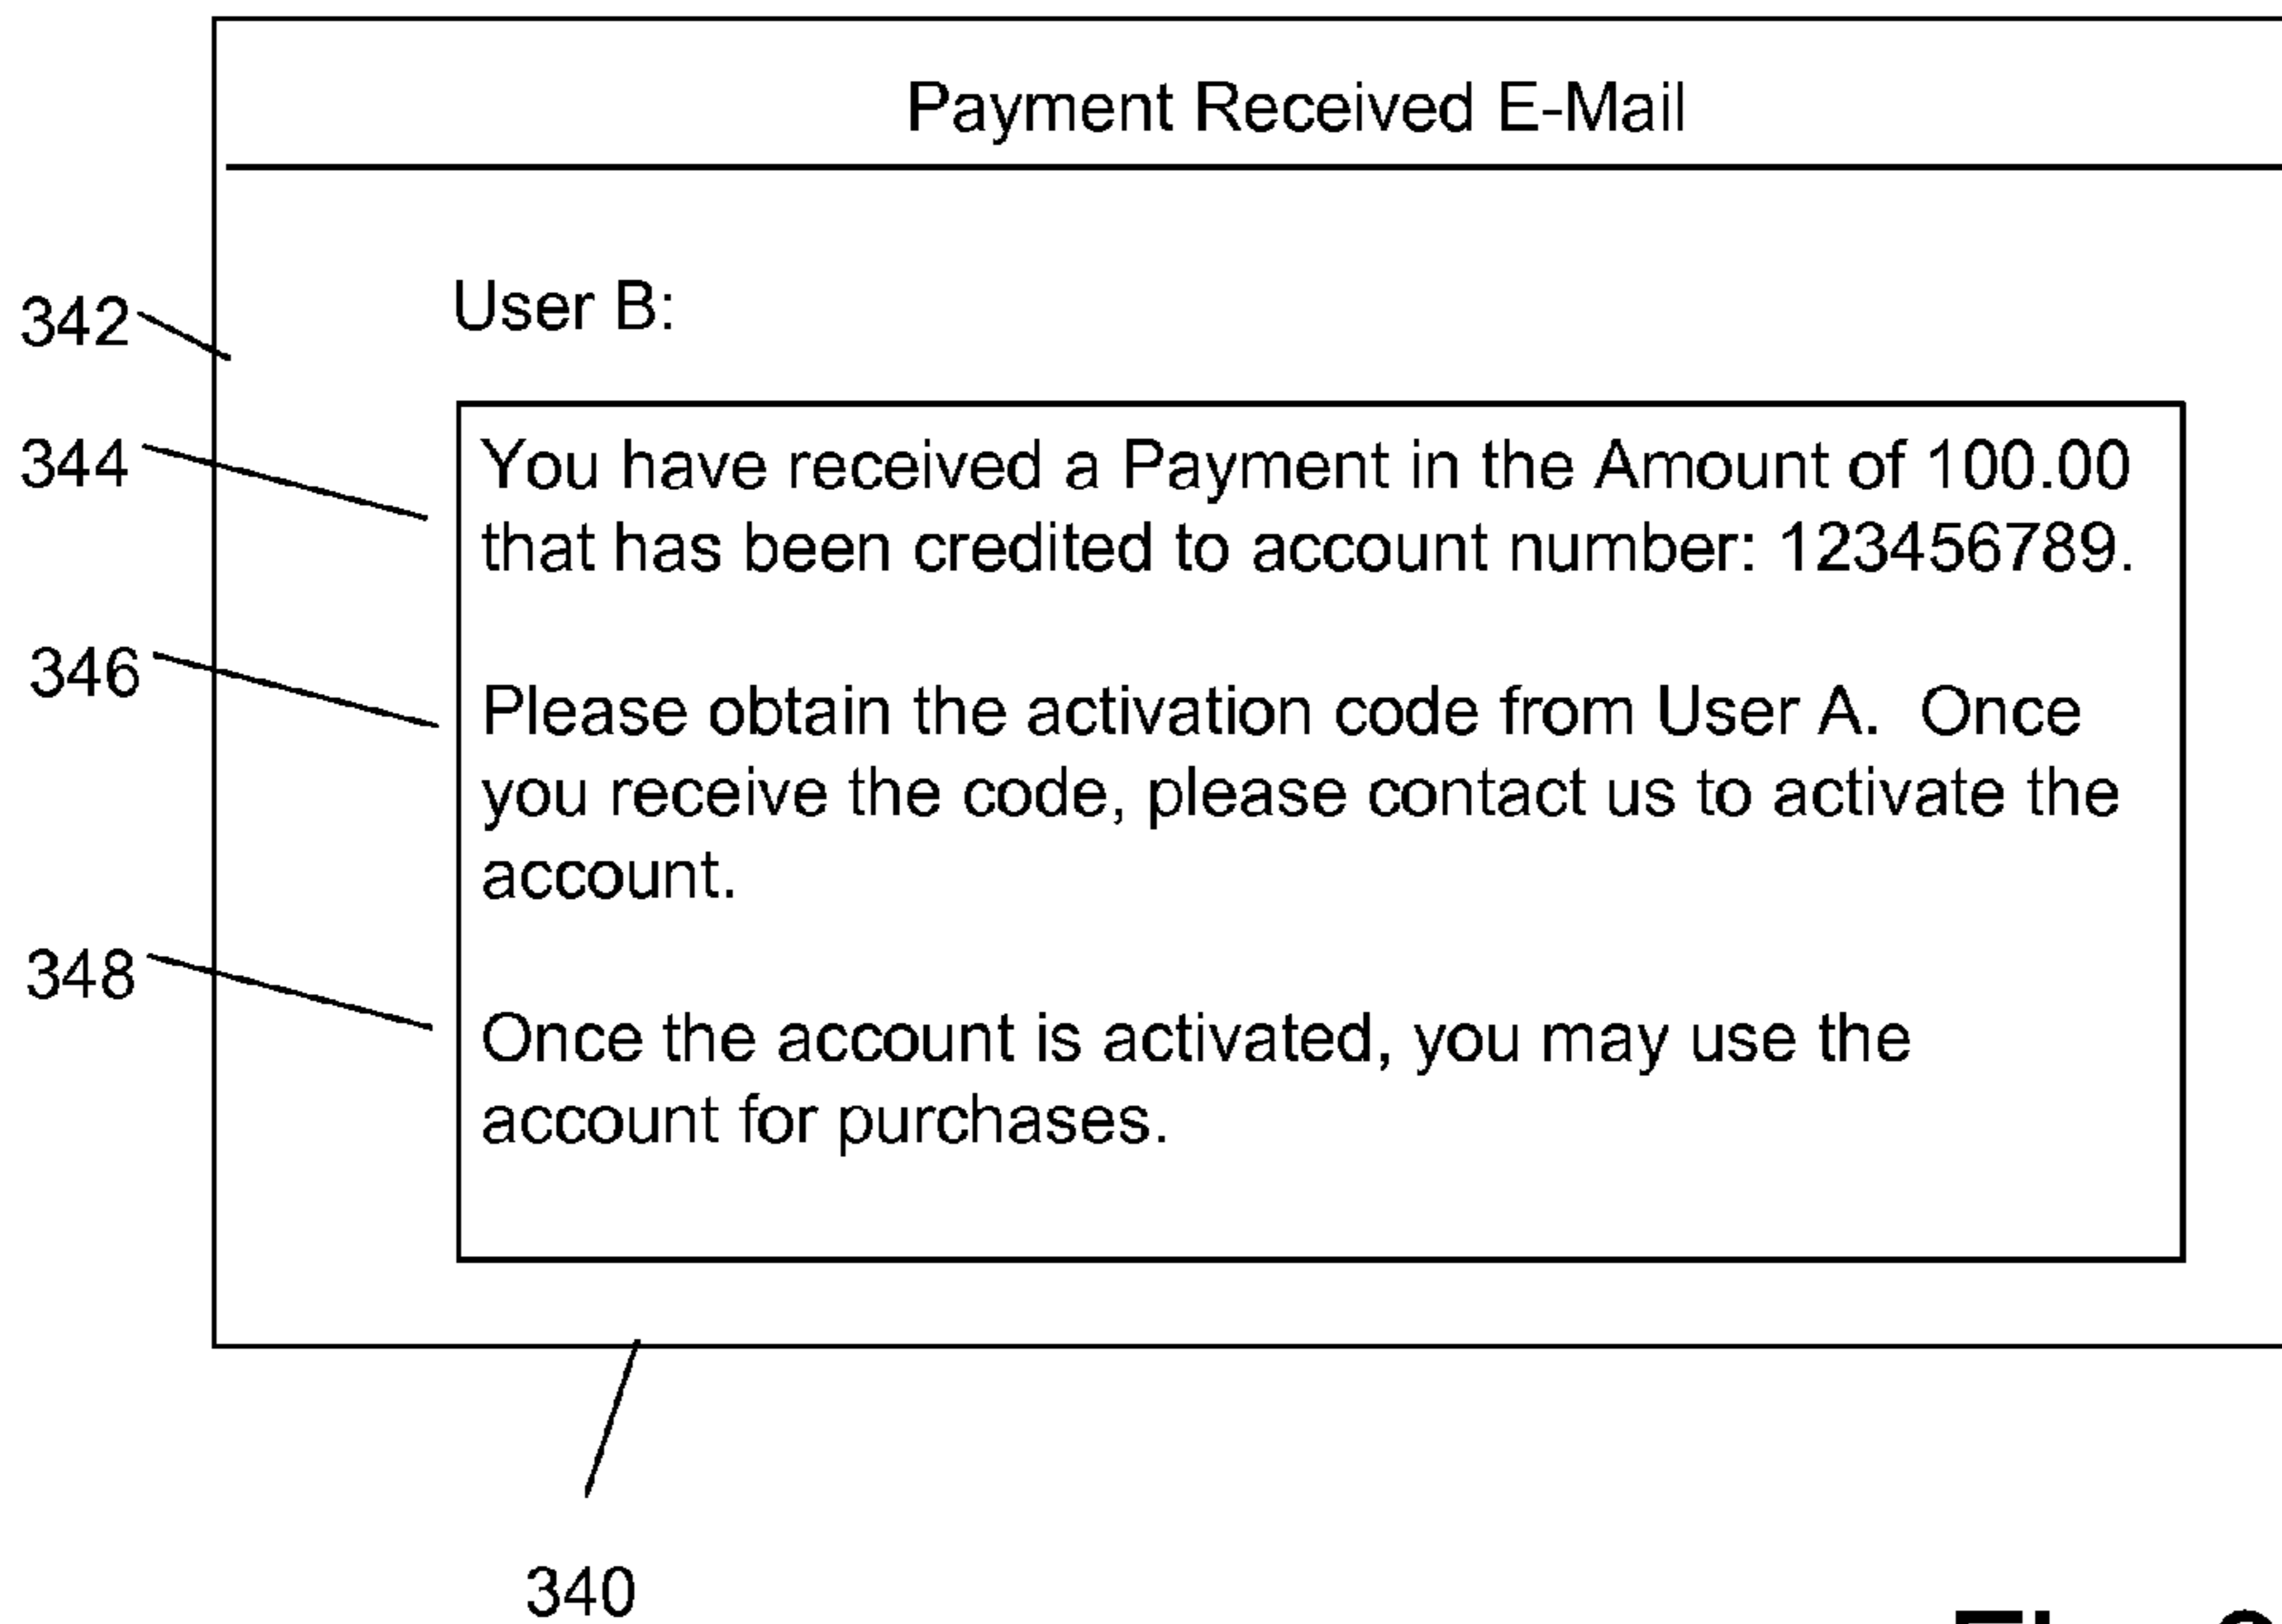 Payment Received E-Mail
342
User B:
344
You have received a Payment in the Amount of 100.00
that has been credited to account number: 123456789.
346
Please obtain the activation code from User A. Once
you receive the code, please contact us to activate the
account.
348
Once the account is activated, you may use the
account for purchases.
340